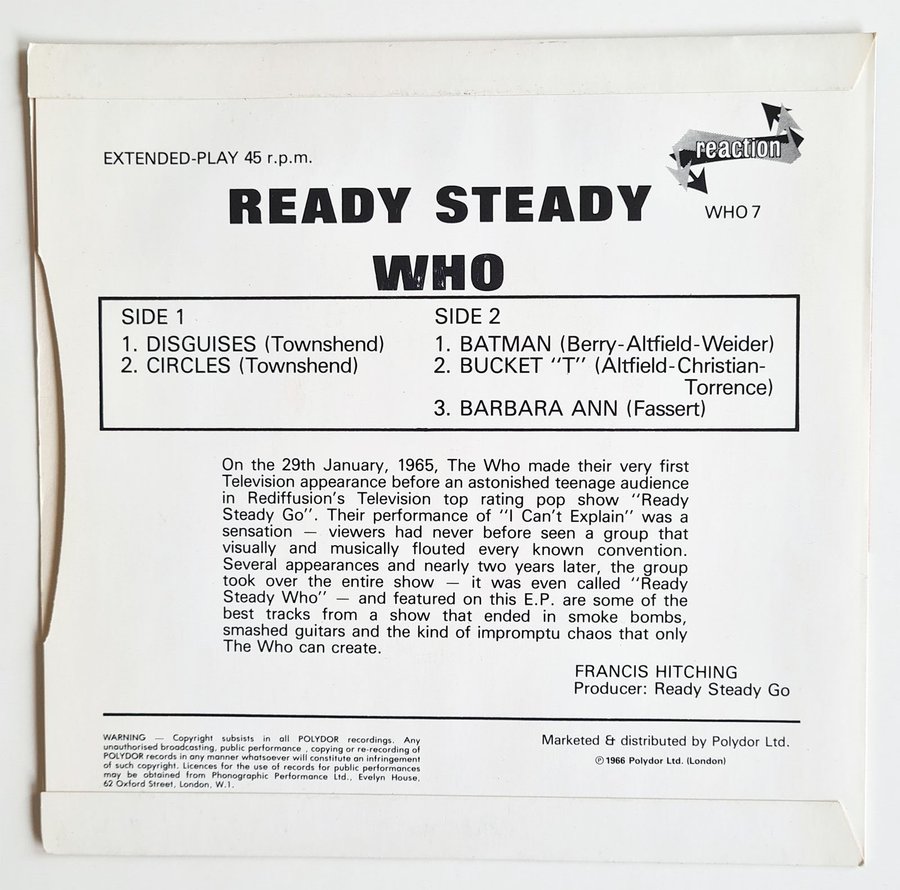 EXTENDED-PLAY 45 r.p.m.
reaction
WHO 7
READY STEADY
WHO
SIDE 1
1. DISGUISES (Townshend)
2. CIRCLES (Townshend)
SIDE 2
1. BATMAN (Berry-Altfield-Weider)
2. BUCKET "T" (Altfield-Christian-
Torrence)
3. BARBARA ANN (Fassert)
On the 29th January, 1965, The Who made their very first
Television appearance before an astonished teenage audience
in Rediffusion's Television top rating pop show "Ready
Steady Go". Their performance of "I Can't Explain" was a
sensation — viewers had never before seen a group that
visually and musically flouted every known convention.
Several appearances and nearly two years later, the group
took over the entire show — it was even called "Ready
Steady Who" — and featured on this E.P. are some of the
best tracks from a show that ended in smoke bombs,
smashed guitars and the kind of impromptu chaos that only
The Who can create.
FRANCIS HITCHING
Producer: Ready Steady Go
WARNING — Copyright subsists in all POLYDOR recordings. Any
unauthorised broadcasting, public performance , copying or re-recording of
POLYDOR records in any manner whatsoever will constitute an infringement
of such copyright. Licences for the use of records for public performances
may be obtained from Phonographic Performance Ltd., Evelyn House,
62 Oxford Street, London, W.1.
Marketed & distributed by Polydor Ltd.
℗ 1966 Polydor Ltd. (London)